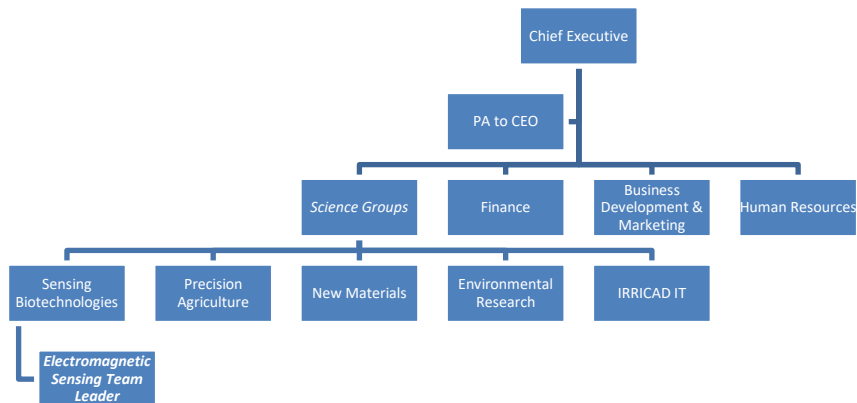 Chief Executive
PA to CEO
Science Groups
Finance
Business
Development &
Marketing
Human Resources
Sensing
Biotechnologies
Precision
Agriculture
New Materials
Environmental
Research
IRRICAD IT
Electromagnetic
Sensing Team
Leader